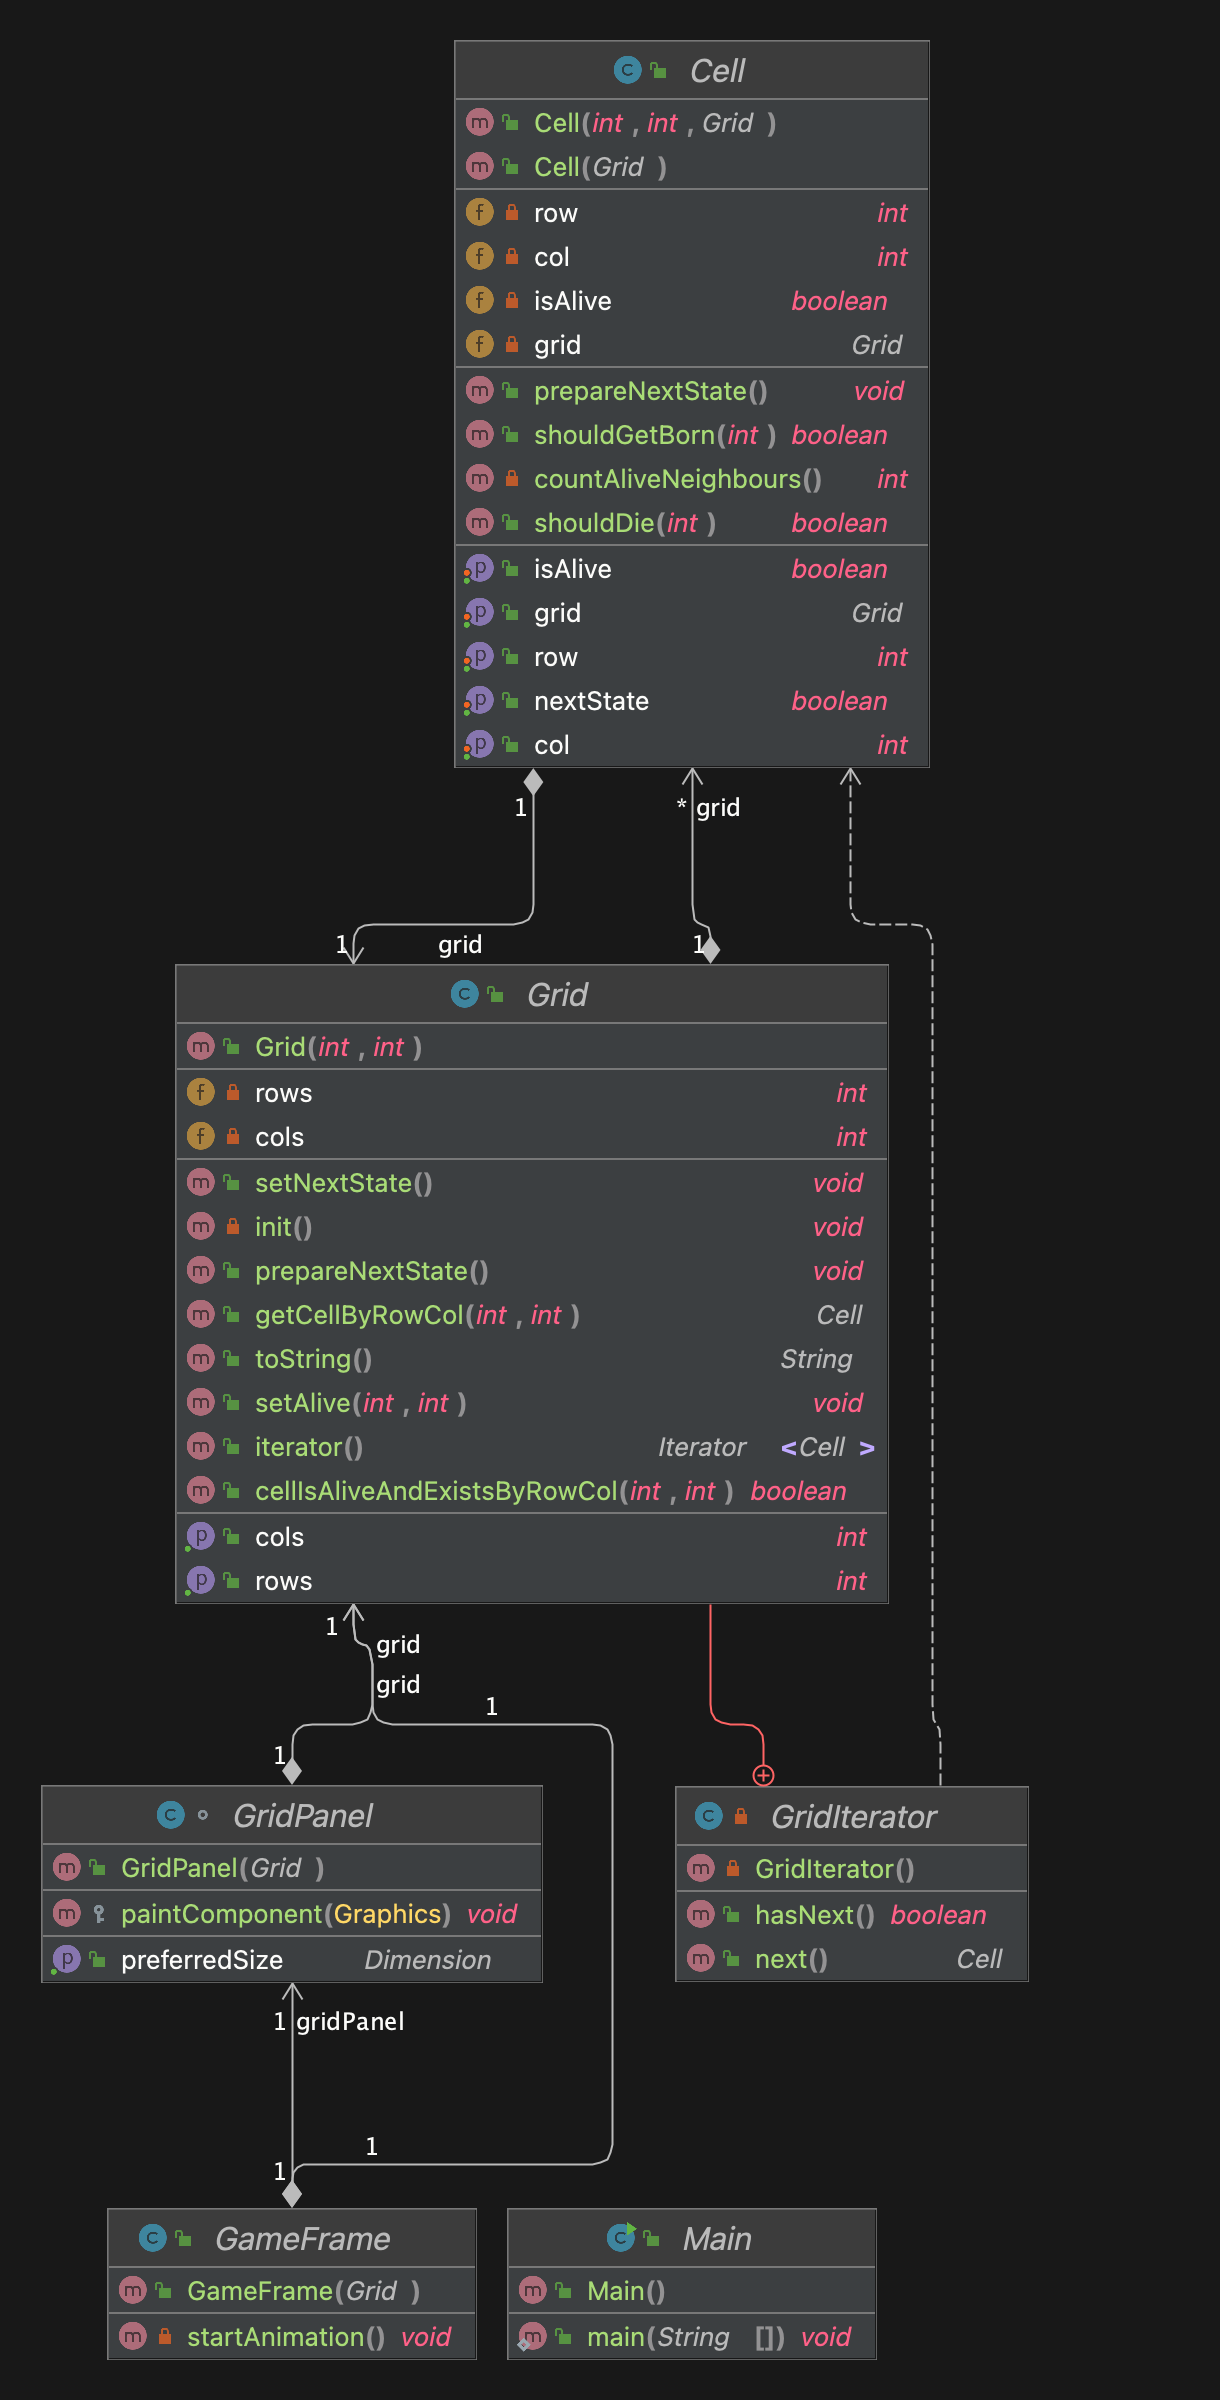 Cell
Cell(int, int, Grid)
Cell(Grid)
row int
col int
isAlive boolean
grid Grid
prepareNextState() void
shouldGetBorn(int) boolean
countAliveNeighbours() int
shouldDie(int) boolean
isAlive boolean
grid Grid
row int
nextState boolean
col int
1
* grid
1 grid
1
Grid
Grid(int, int)
rows int
cols int
setNextState() void
init() void
prepareNextState() void
getCellByRowCol(int, int) Cell
toString() String
setAlive(int, int) void
iterator() Iterator <Cell>
cellIsAliveAndExistsByRowCol(int, int) boolean
cols int
rows int
1
grid
grid
1
1
GridPanel
GridPanel(Grid)
paintComponent(Graphics) void
preferredSize Dimension
GridIterator
GridIterator()
hasNext() boolean
next() Cell
1 gridPanel
1
1
GameFrame
GameFrame(Grid)
startAnimation() void
Main
Main()
main(String []) void